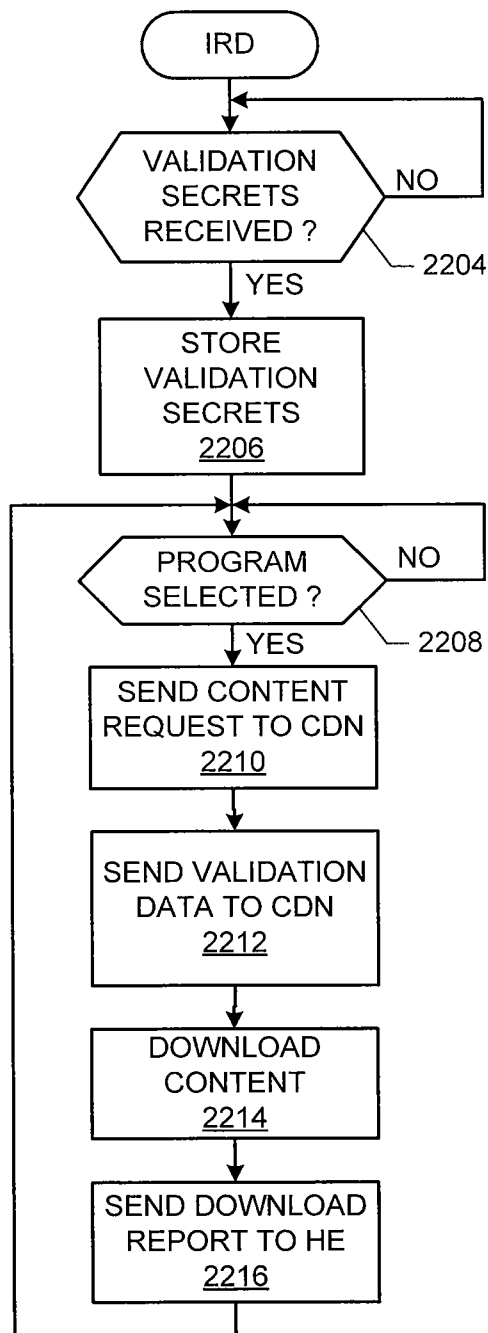 IRD
VALIDATION
SECRETS
RECEIVED ?
NO
2204
YES
STORE
VALIDATION
SECRETS
2206
PROGRAM
SELECTED ?
NO
2208
YES
SEND CONTENT
REQUEST TO CDN
2210
SEND VALIDATION
DATA TO CDN
2212
DOWNLOAD
CONTENT
2214
SEND DOWNLOAD
REPORT TO HE
2216